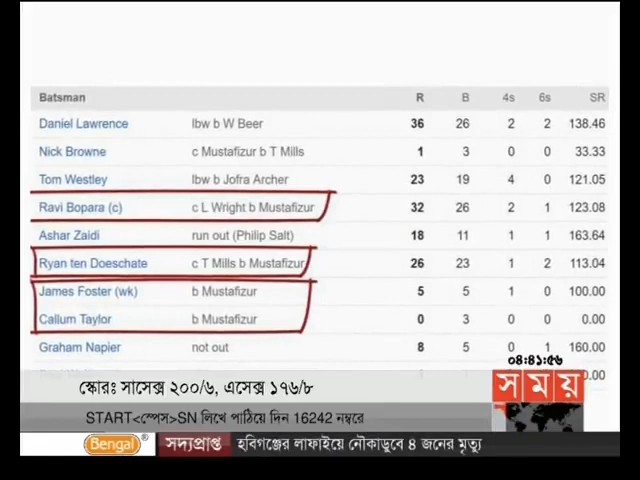 Batsman R B 4s 6s SR
Daniel Lawrence lbw b W Beer 36 26 2 2 138.46
Nick Browne c Mustafizur b T Mills 1 3 0 0 33.33
Tom Westley lbw b Jofra Archer 23 19 4 0 121.05
Ravi Bopara (c) c L Wright b Mustafizur 32 26 2 1 123.08
Ashar Zaidi run out (Philip Salt) 18 11 1 1 163.64
Ryan ten Doeschate c T Mills b Mustafizur 26 23 1 2 113.04
James Foster (wk) b Mustafizur 5 5 1 0 100.00
Callum Taylor b Mustafizur 0 3 0 0 0.00
Graham Napier not out 8 5 0 1 160.00
০৪:৪১:৫৬
স্কোরঃ সাসেক্স ২০০/৬, এসেক্স ১৭৬/৮
সময়
START<স্পেস>SN লিখে পাঠিয়ে দিন 16242 নম্বরে
Bengal সদ্যপ্রাপ্ত হবিগঞ্জের লাফাইয়ে নৌকাডুবে ৪ জনের মৃত্যু